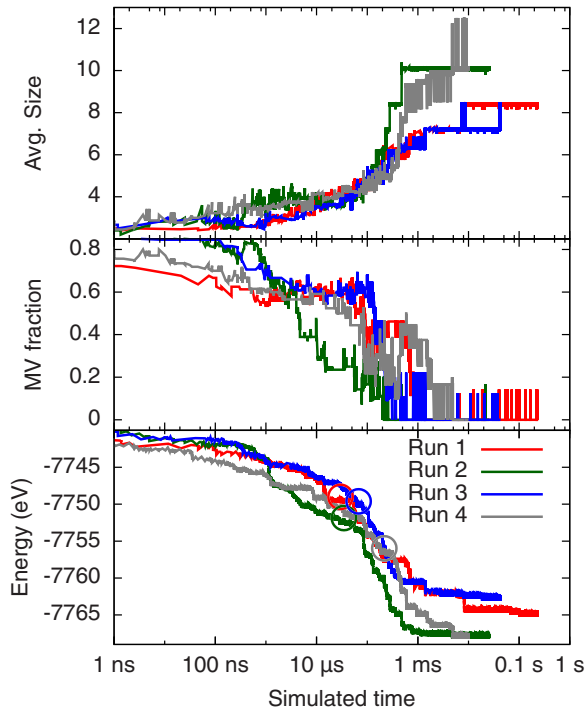 12
10
8
6
4
Avg. Size
0.8
0.6
0.4
0.2
0
MV fraction
-7745
-7750
-7755
-7760
-7765
Energy (eV)
Run 1
Run 2
Run 3
Run 4
1 ns
100 ns
10 µs
1 ms
0.1 s
1 s
Simulated time